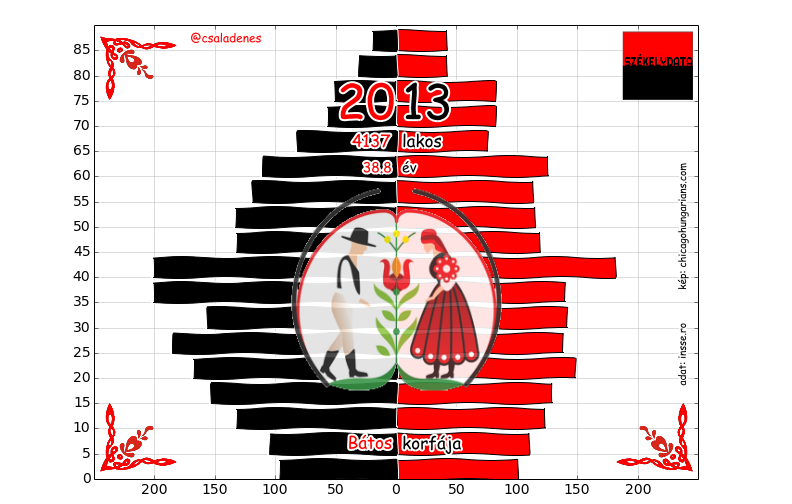 @csaladenes
SZÉKELYDATA
2013
4137 lakos
38.8 év
kép: chicagohungarians.com
adat: insse.ro
Bátos korfája
85
80
75
70
65
60
55
50
45
40
35
30
25
20
15
10
5
0
200 150 100 50 0 50 100 150 200